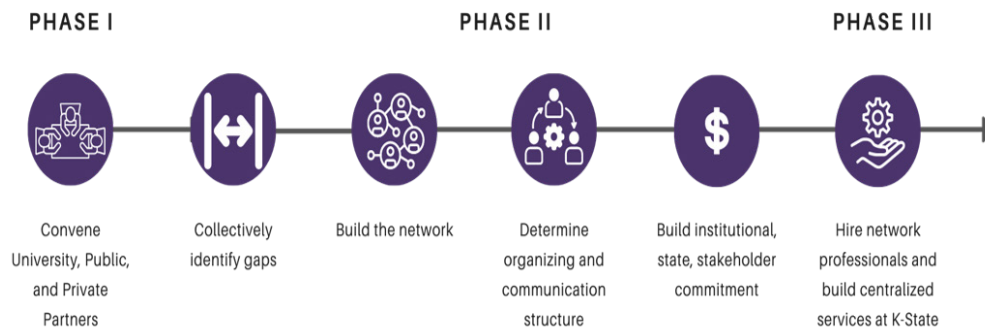 PHASE I
PHASE II
PHASE III
$
Convene
University, Public,
and Private
Partners
Collectively
identify gaps
Build the network
Determine
organizing and
communication
structure
Build institutional,
state, stakeholder
commitment
Hire network
professionals and
build centralized
services at K-State